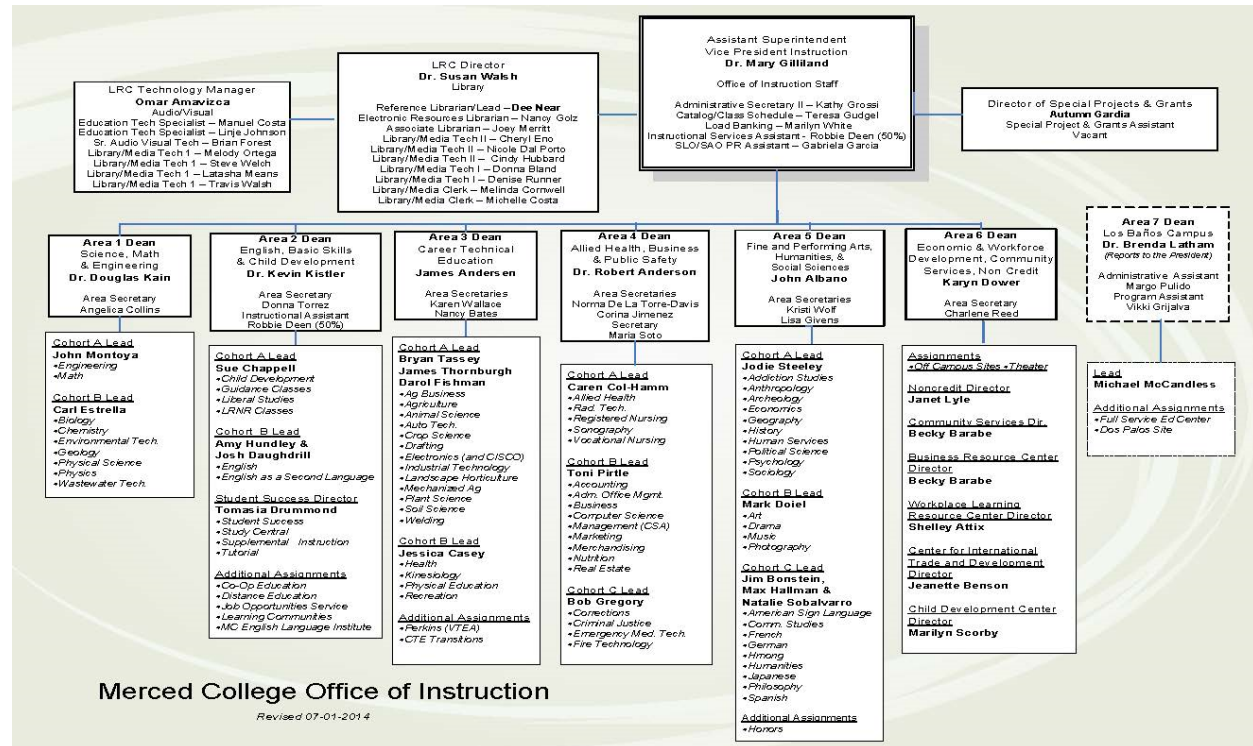 Assistant Superintendent
Vice President Instruction
Dr. Mary Gilliland
Office of Instruction Staff
Administrative Secretary II – Kathy Grossi
Catalog/Class Schedule – Teresa Gudgel
Load Banking – Marilyn White
Instructional Services Assistant - Robbie Deen (50%)
SLO/SAO PR Assistant – Gabriela Garcia
LRC Director
Dr. Susan Walsh
Library
Reference Librarian/Lead – Dee Near
Electronic Resources Librarian – Nancy Golz
Associate Librarian – Joey Merritt
Library/Media Tech II – Cheryl Eno
Library/Media Tech II – Nicole Dal Porto
Library/Media Tech II – Cindy Hubbard
Library/Media Tech I – Donna Bland
Library/Media Tech I – Denise Runner
Library/Media Clerk – Melinda Cornwell
Library/Media Clerk – Michelle Costa
LRC Technology Manager
Omar Amavizca
Audio/Visual
Education Tech Specialist – Manuel Costa
Education Tech Specialist – Linje Johnson
Sr. Audio Visual Tech – Brian Forest
Library/Media Tech 1 – Melody Ortega
Library/Media Tech 1 – Steve Welch
Library/Media Tech 1 – Latasha Means
Library/Media Tech 1 – Travis Walsh
Director of Special Projects & Grants
Autumn Gardia
Special Project & Grants Assistant
Vacant
Area 1 Dean
Science, Math
& Engineering
Dr. Douglas Kain
Area Secretary
Angelica Collins
Cohort A Lead
John Montoya
•Engineering
•Math
Cohort B Lead
Carl Estrella
•Biology
•Chemistry
•Environmental Tech.
•Geology
•Physical Science
•Physics
•Wastewater Tech.
Area 2 Dean
English, Basic Skills
& Child Development
Dr. Kevin Kistler
Area Secretary
Donna Torrez
Instructional Assistant
Robbie Deen (50%)
Cohort A Lead
Sue Chappell
•Child Development
•Guidance Classes
•Liberal Studies
•LRNR Classes
Cohort B Lead
Amy Hundley &
Josh Daughdrill
•English
•English as a Second Language
Student Success Director
Tomasia Drummond
•Student Success
•Study Central
•Supplemental Instruction
•Tutorial
Additional Assignments
•Co-Op Education
•Distance Education
•Job Opportunities Service
•Learning Communities
•MC English Language Institute
Area 3 Dean
Career Technical
Education
James Andersen
Area Secretaries
Karen Wallace
Nancy Bates
Cohort A Lead
Bryan Tassey
James Thornburgh
Darol Fishman
•Ag Business
•Agriculture
•Animal Science
•Auto Tech.
•Crop Science
•Drafting
•Electronics (and CISCO)
•Industrial Technology
•Landscape Horticulture
•Mechanized Ag
•Plant Science
•Soil Science
•Welding
Cohort B Lead
Jessica Casey
•Health
•Kinesiology
•Physical Education
•Recreation
Additional Assignments
•Perkins (VTEA)
•CTE Transitions
Area 4 Dean
Allied Health, Business
& Public Safety
Dr. Robert Anderson
Area Secretaries
Norma De La Torre-Davis
Corina Jimenez
Secretary
Maria Soto
Cohort A Lead
Caren Col-Hamm
•Allied Health
•Rad. Tech.
•Registered Nursing
•Sonography
•Vocational Nursing
Cohort B Lead
Toni Pirtle
•Accounting
•Adm. Office Mgmt.
•Business
•Computer Science
•Management (CSA)
•Marketing
•Merchandising
•Nutrition
•Real Estate
Cohort C Lead
Bob Gregory
•Corrections
•Criminal Justice
•Emergency Med. Tech.
•Fire Technology
Area 5 Dean
Fine and Performing Arts,
Humanities, &
Social Sciences
John Albano
Area Secretaries
Kristi Wolf
Lisa Givens
Cohort A Lead
Jodie Steeley
•Addiction Studies
•Anthropology
•Archeology
•Economics
•Geography
•History
•Human Services
•Political Science
•Psychology
•Sociology
Cohort B Lead
Mark Doiel
•Art
•Drama
•Music
•Photography
Cohort C Lead
Jim Bonstein,
Max Hallman &
Natalie Sobalvarro
•American Sign Language
•Comm. Studies
•French
•German
•Hmong
•Humanities
•Japanese
•Philosophy
•Spanish
Additional Assignments
•Honors
Area 6 Dean
Economic & Workforce
Development, Community
Services, Non Credit
Karyn Dower
Area Secretary
Charlene Reed
Assignments
•Off Campus Sites •Theater
Noncredit Director
Janet Lyle
Community Services Dir.
Becky Barabe
Business Resource Center
Director
Becky Barabe
Workplace Learning
Resource Center Director
Shelley Attix
Center for International
Trade and Development
Director
Jeanette Benson
Child Development Center
Director
Marilyn Scorby
Area 7 Dean
Los Baños Campus
Dr. Brenda Latham
(Reports to the President)
Administrative Assistant
Margo Pulido
Program Assistant
Vikki Grijalva
Lead
Michael McCandless
Additional Assignments
•Full Service Ed Center
•Dos Palos Site
Merced College Office of Instruction
Revised 07-01-2014